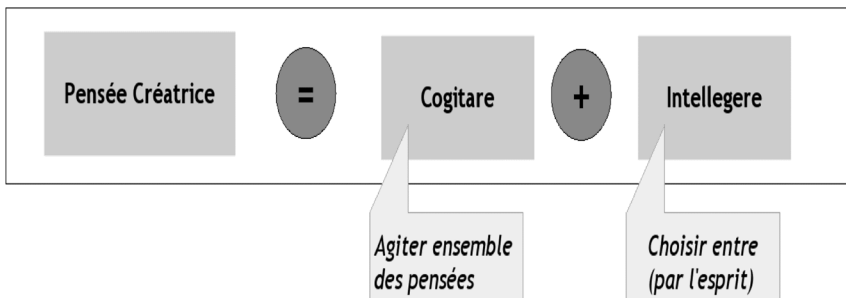 Pensée Créatrice = Cogitare + Intellegere
Agiter ensemble
des pensées
Choisir entre
(par l'esprit)